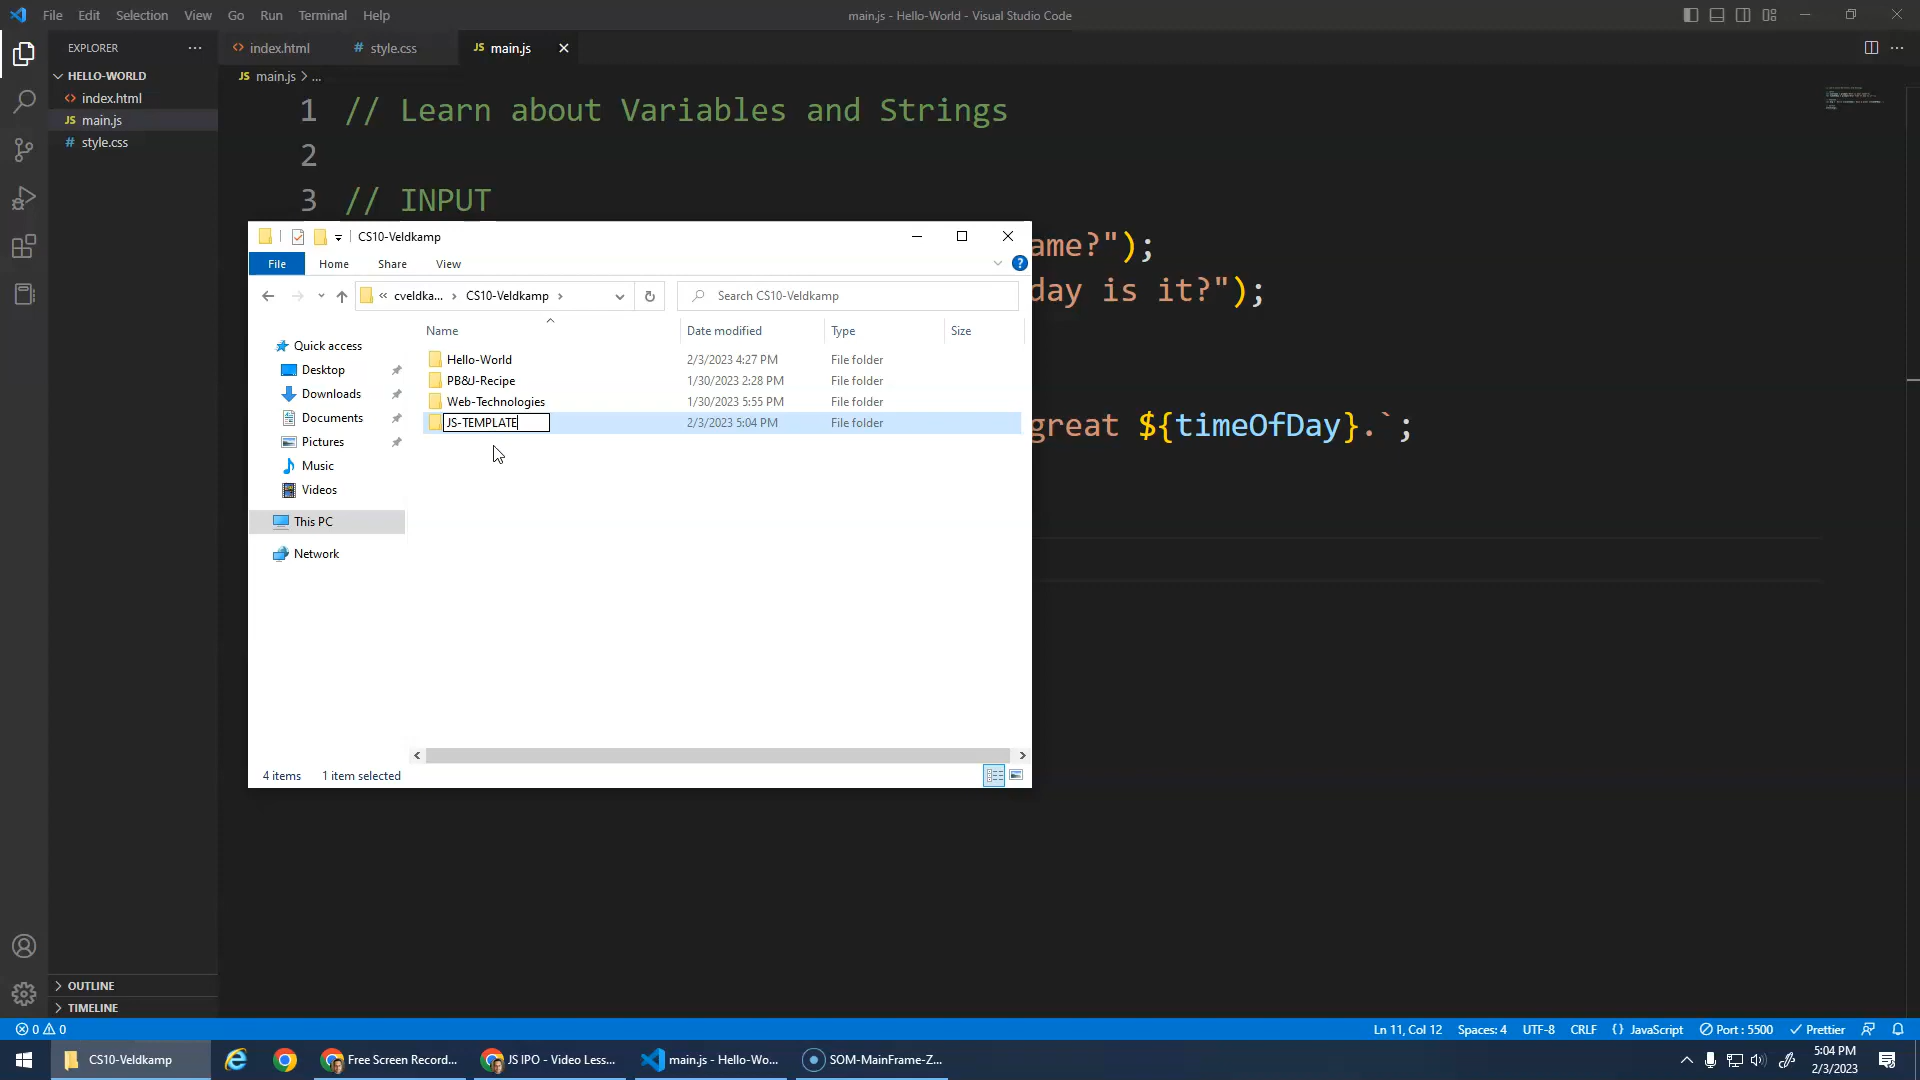 File Edit Selection View Go Run Terminal Help
main.js - Hello-World - Visual Studio Code
EXPLORER
index.html
style.css
JS main.js
HELLO-WORLD
index.html
JS main.js
# style.css
JS main.js > ...
1 // Learn about Variables and Strings
2
3 // INPUT
ame?");
day is it?");
great ${timeOfDay}.`;
CS10-Veldkamp
File Home Share View
« cveldka... > CS10-Veldkamp >
Search CS10-Veldkamp
Name Date modified Type Size
Hello-World 2/3/2023 4:27 PM File folder
PB&J-Recipe 1/30/2023 2:28 PM File folder
Web-Technologies 1/30/2023 5:55 PM File folder
JS-TEMPLATE 2/3/2023 5:04 PM File folder
Quick access
Desktop
Downloads
Documents
Pictures
Music
Videos
This PC
Network
4 items 1 item selected
OUTLINE
TIMELINE
0 0
Ln 11, Col 12 Spaces: 4 UTF-8 CRLF {} JavaScript Port : 5500 Prettier
CS10-Veldkamp
Free Screen Record...
JS IPO - Video Less...
main.js - Hello-Wo...
SOM-MainFrame-Z...
5:04 PM
2/3/2023